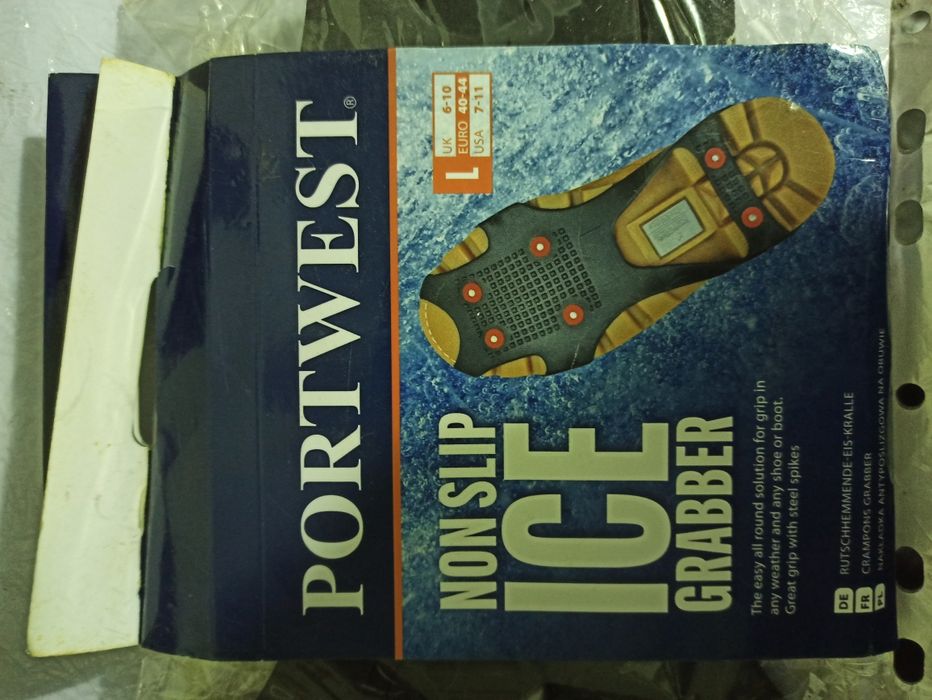 PORTWEST®
L
UK 6-10
EURO 40-44
USA 7-11
NON SLIP
ICE
GRABBER
The easy all round solution for grip in
any weather and any shoe or boot.
Great grip with steel spikes
DE RUTSCHHEMMENDE-EIS-KRALLE
FR CRAMPONS GRABBER
PL NAKŁADKA ANTYPOŚLIZGOWA NA OBUWIE